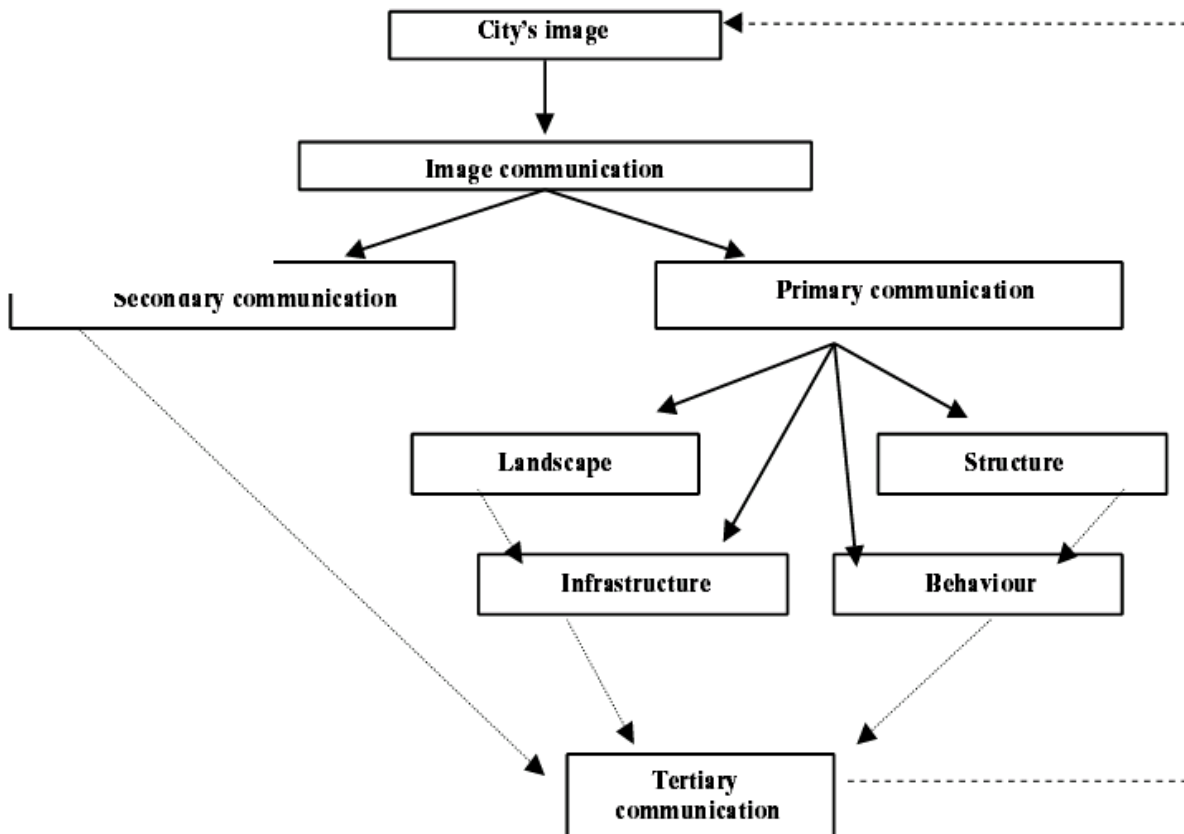 City's image
Image communication
Secondary communication
Primary communication
Landscape
Structure
Infrastructure
Behaviour
Tertiary
communication